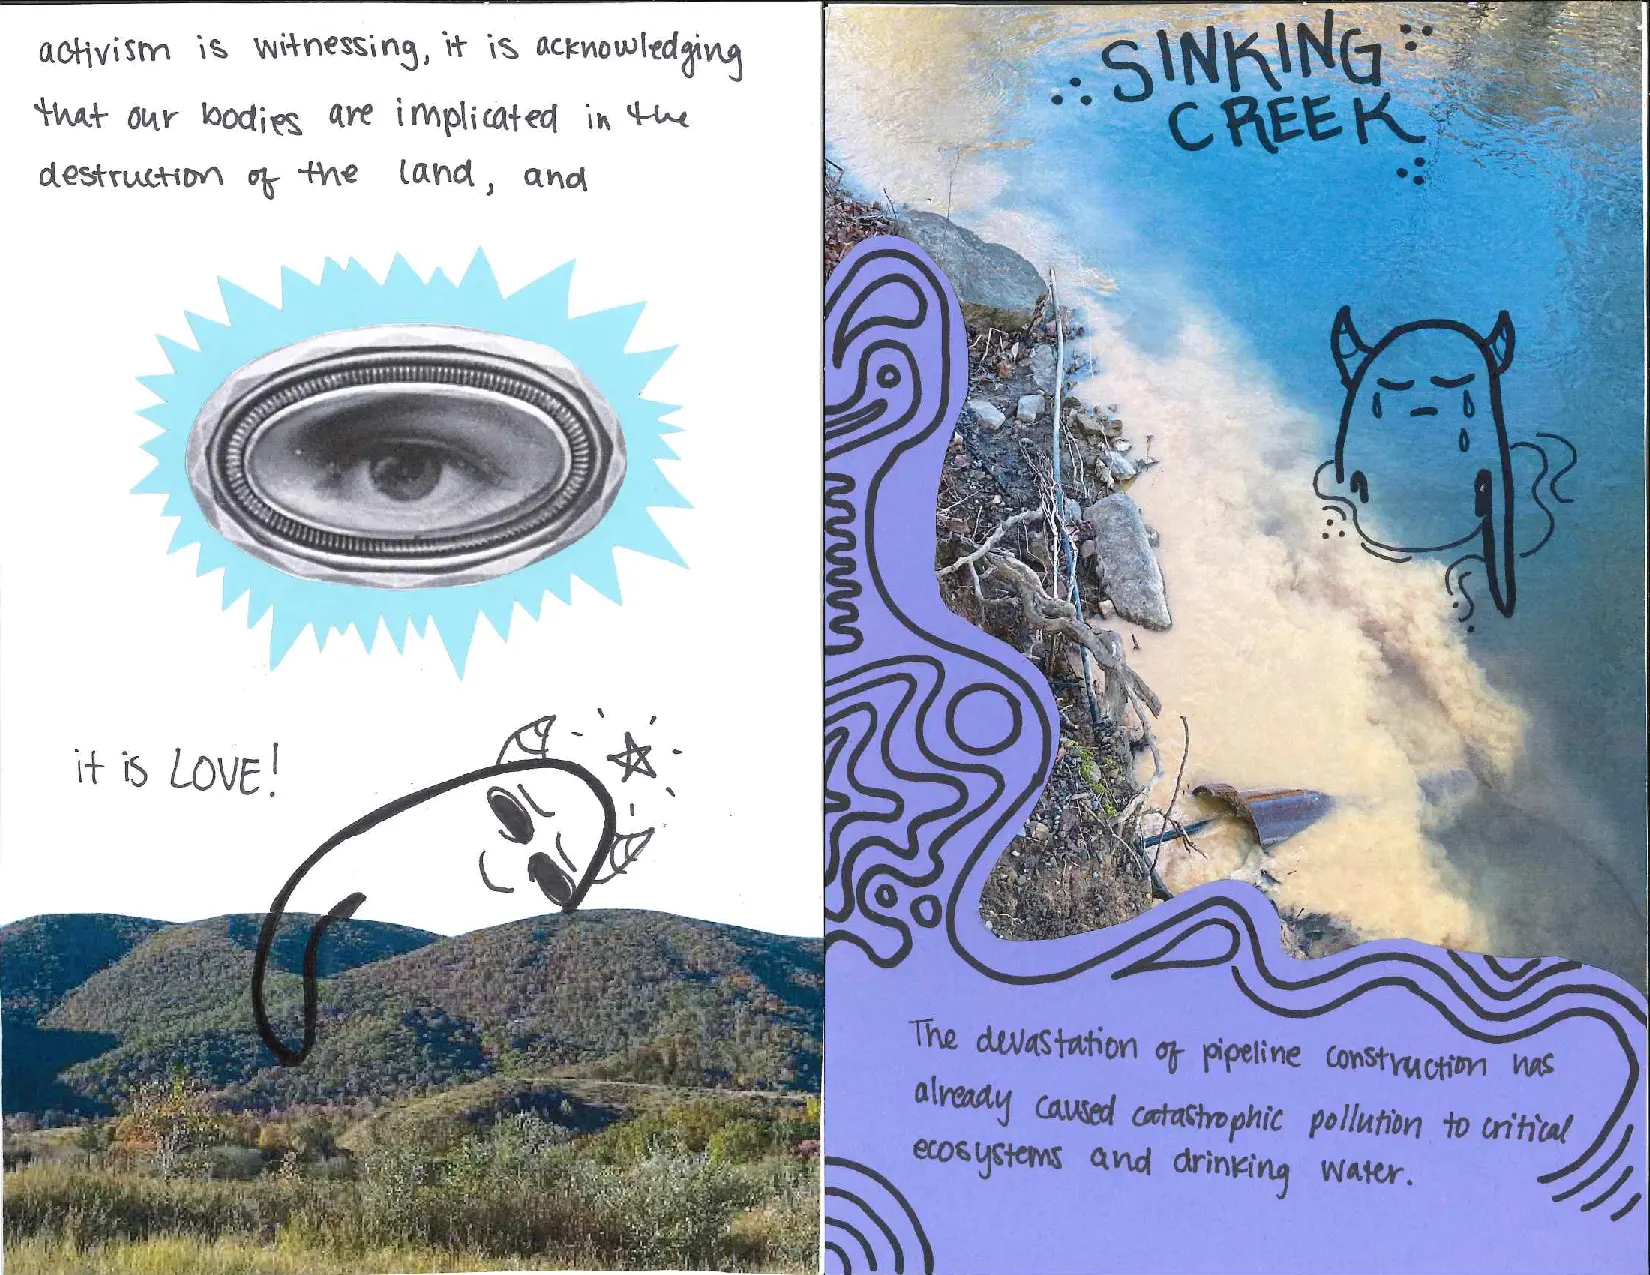 activism is witnessing, it is acknowledging
that our bodies are implicated in the
destruction of the land, and
it is LOVE!
SINKING
CREEK
The devastation of pipeline construction has
already caused catastrophic pollution to critical
ecosystems and drinking water.